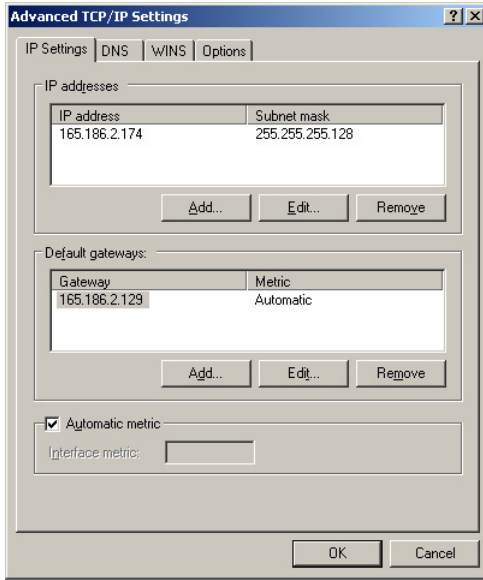 Advanced TCP/IP Settings
IP Settings DNS WINS Options
IP addresses
IP address Subnet mask
165.186.2.174 255.255.255.128
Add... Edit... Remove
Default gateways:
Gateway Metric
165.186.2.129 Automatic
Add... Edit... Remove
Automatic metric
Interface metric:
OK Cancel